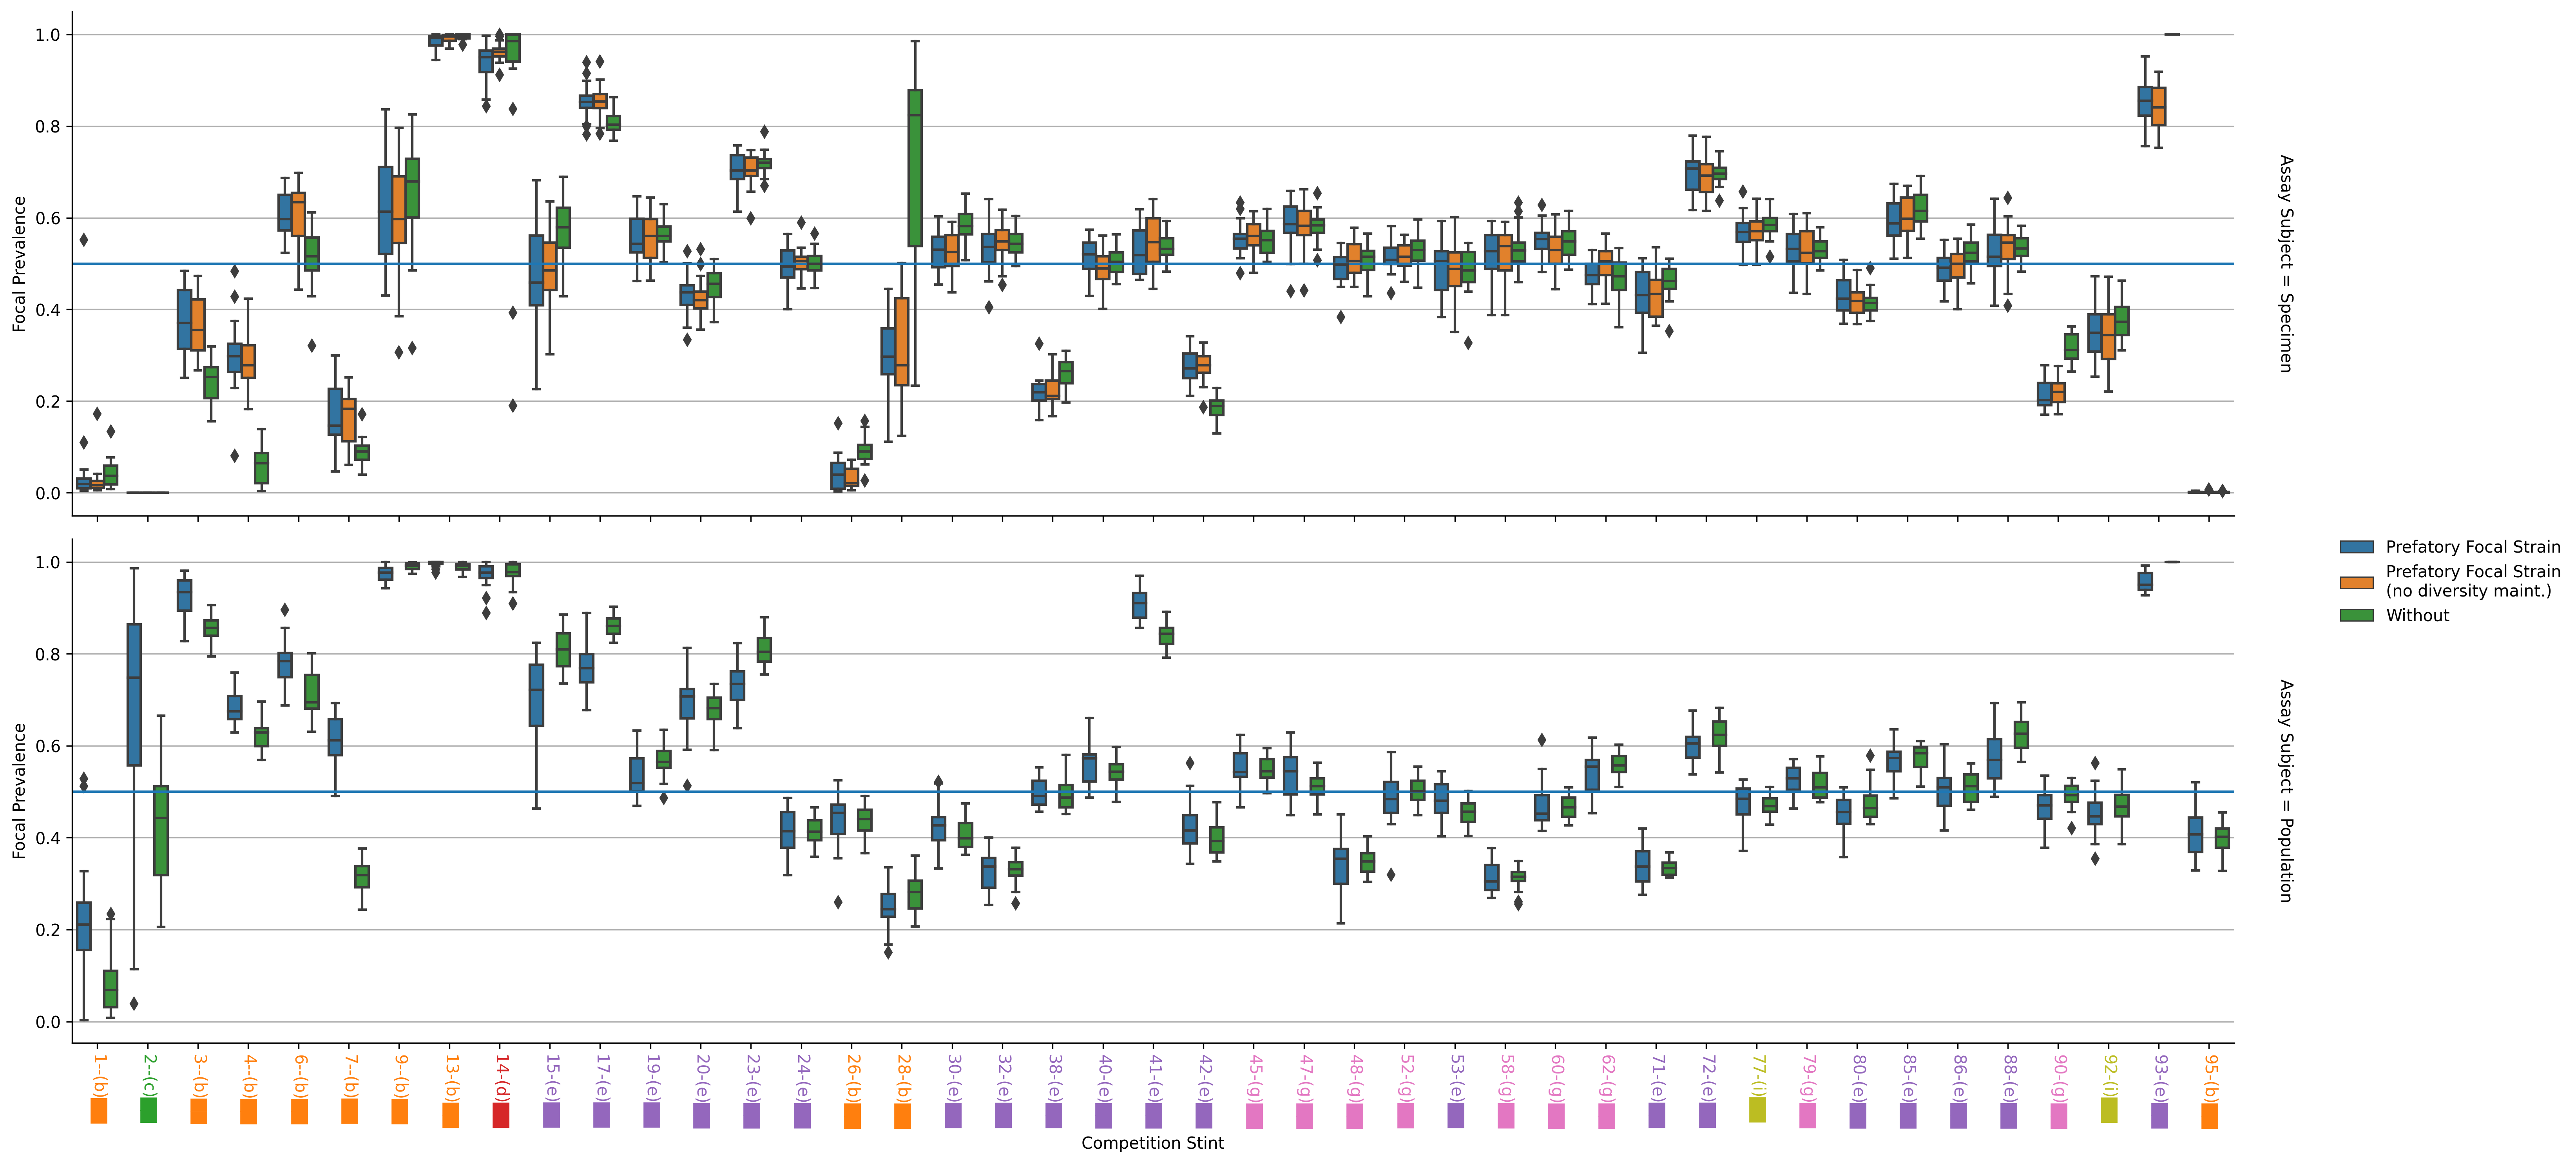 1.0
0.8
0.6
0.4
0.2
0.0
Focal Prevalence
Assay Subject = Specimen
1.0
0.8
0.6
0.4
0.2
0.0
Focal Prevalence
Assay Subject = Population
Prefatory Focal Strain
Prefatory Focal Strain
(no diversity maint.)
Without
1--(b)
2--(c)
3--(b)
4--(b)
6--(b)
7--(b)
9--(b)
13-(b)
14-(d)
15-(e)
17-(e)
19-(e)
20-(e)
23-(e)
24-(e)
26-(b)
28-(b)
30-(e)
32-(e)
38-(e)
40-(e)
41-(e)
42-(e)
45-(g)
47-(g)
48-(g)
52-(g)
53-(e)
58-(g)
60-(g)
62-(g)
71-(e)
72-(e)
77-(i)
79-(g)
80-(e)
85-(e)
86-(e)
88-(e)
90-(g)
92-(i)
93-(e)
95-(b)
Competition Stint